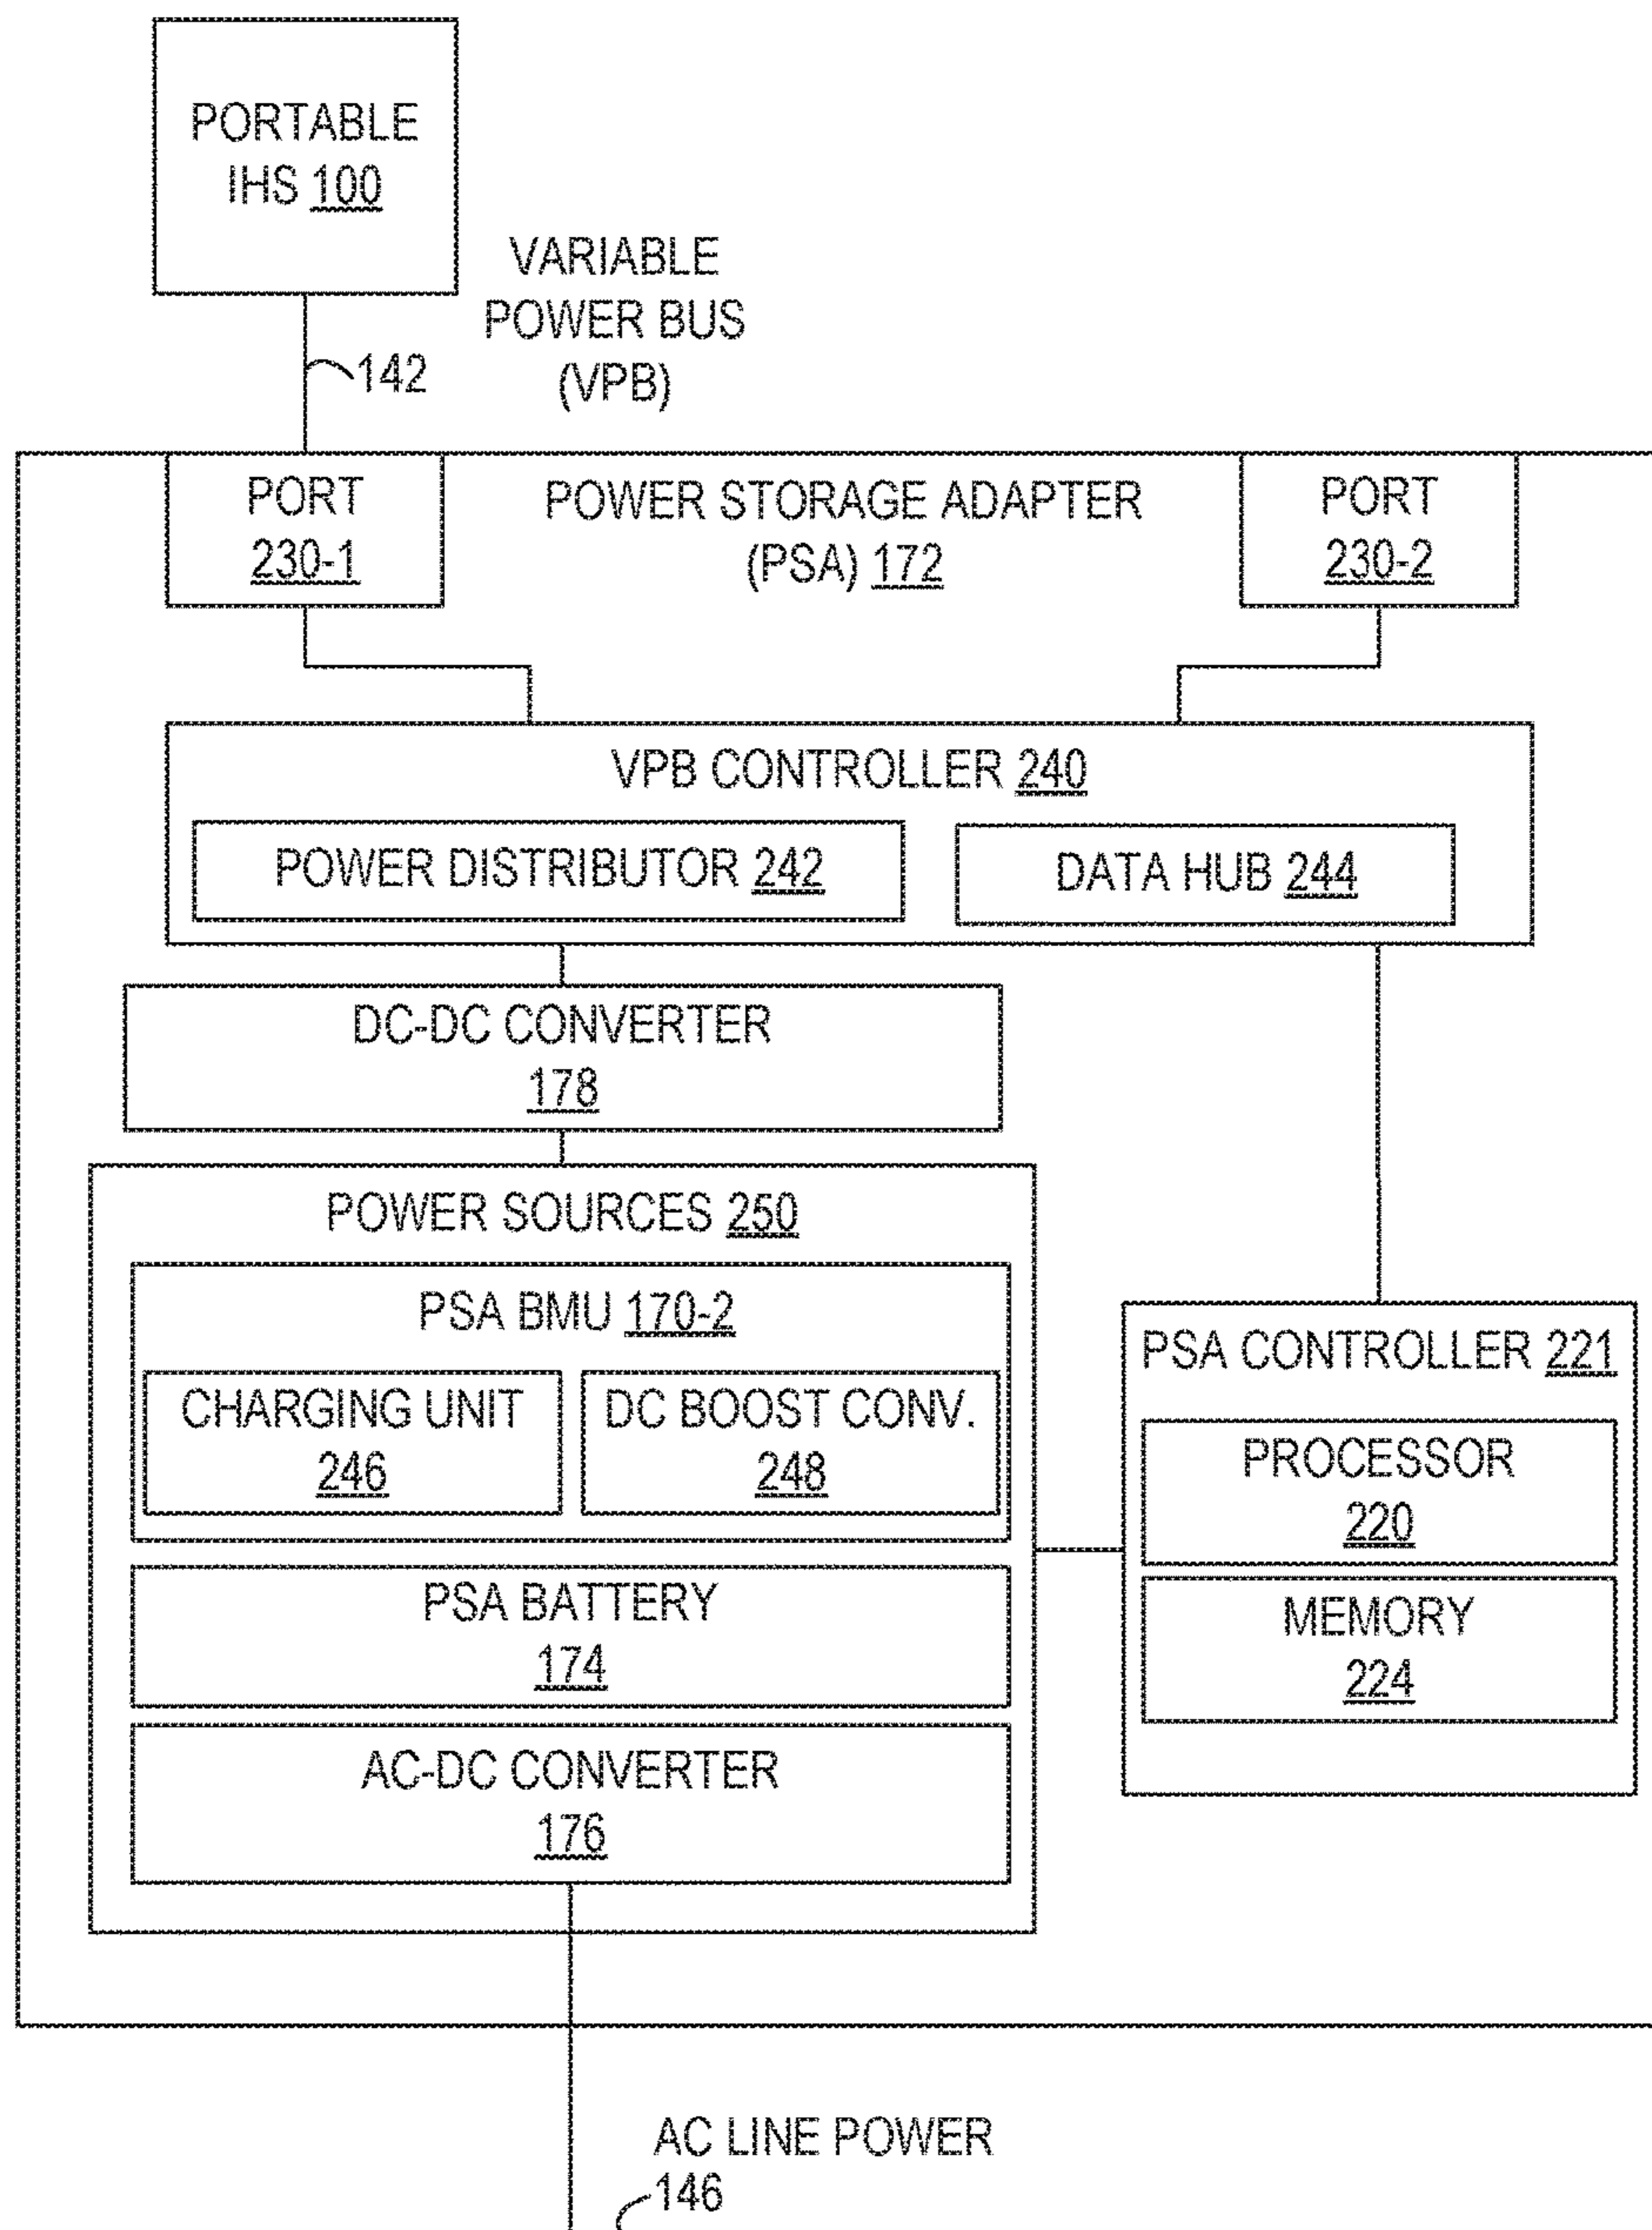 PORTABLE
IHS 100
VARIABLE
POWER BUS
(VPB)
142
PORT
230-1
POWER STORAGE ADAPTER
(PSA) 172
PORT
230-2
VPB CONTROLLER 240
POWER DISTRIBUTOR 242
DATA HUB 244
DC-DC CONVERTER
178
POWER SOURCES 250
PSA BMU 170-2
CHARGING UNIT
246
DC BOOST CONV.
248
PSA BATTERY
174
AC-DC CONVERTER
176
PSA CONTROLLER 221
PROCESSOR
220
MEMORY
224
AC LINE POWER
146